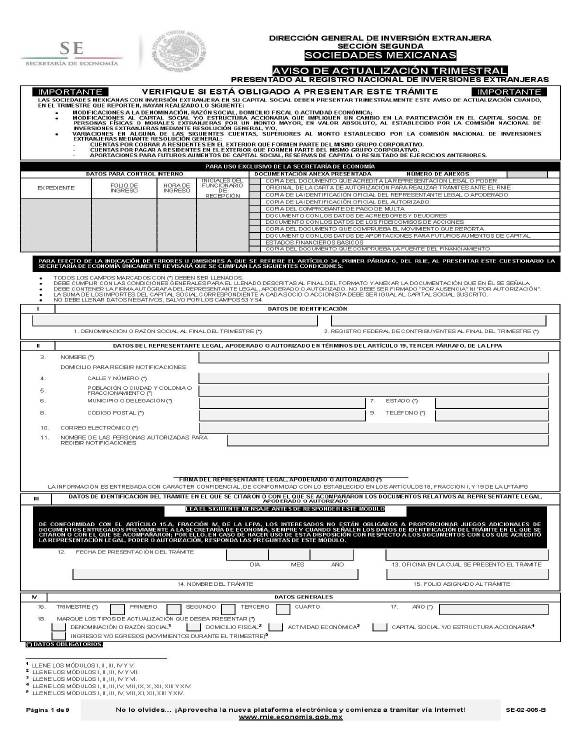 SE
SECRETARÍA DE ECONOMÍA
DIRECCIÓN GENERAL DE INVERSIÓN EXTRANJERA
SECCIÓN SEGUNDA
SOCIEDADES MEXICANAS
AVISO DE ACTUALIZACIÓN TRIMESTRAL
PRESENTADO AL REGISTRO NACIONAL DE INVERSIONES EXTRANJERAS
IMPORTANTE VERIFIQUE SI ESTÁ OBLIGADO A PRESENTAR ESTE TRÁMITE IMPORTANTE
LAS SOCIEDADES MEXICANAS CON INVERSIÓN EXTRANJERA EN SU CAPITAL SOCIAL DEBEN PRESENTAR TRIMESTRALMENTE ESTE AVISO DE ACTUALIZACIÓN CUANDO,
EN EL TRIMESTRE QUE REPORTEN, HAYAN REALIZADO LO SIGUIENTE:
• MODIFICACIONES A LA DENOMINACIÓN, RAZÓN SOCIAL, DOMICILIO FISCAL O ACTIVIDAD ECONÓMICA;
• MODIFICACIONES AL CAPITAL SOCIAL Y/O ESTRUCTURA ACCIONARIA QUE IMPLIQUEN UN CAMBIO EN LA PARTICIPACIÓN EN EL CAPITAL SOCIAL DE
PERSONAS FÍSICAS O MORALES EXTRANJERAS POR UN MONTO MAYOR, EN VALOR ABSOLUTO, AL ESTABLECIDO POR LA COMISIÓN NACIONAL DE
INVERSIONES EXTRANJERAS MEDIANTE RESOLUCIÓN GENERAL, Y/O,
• VARIACIONES EN ALGUNA DE LAS SIGUIENTES CUENTAS, SUPERIORES AL MONTO ESTABLECIDO POR LA COMISIÓN NACIONAL DE INVERSIONES
EXTRANJERAS MEDIANTE RESOLUCIÓN GENERAL:
- CUENTAS POR COBRAR A RESIDENTES EN EL EXTERIOR QUE FORMEN PARTE DEL MISMO GRUPO CORPORATIVO.
- CUENTAS POR PAGAR A RESIDENTES EN EL EXTERIOR QUE FORMEN PARTE DEL MISMO GRUPO CORPORATIVO.
- APORTACIONES PARA FUTUROS AUMENTOS DE CAPITAL SOCIAL, RESERVAS DE CAPITAL O RESULTADO DE EJERCICIOS ANTERIORES.
PARA USO EXCLUSIVO DE LA SECRETARÍA DE ECONOMÍA
DATOS PARA CONTROL INTERNO
EXPEDIENTE
FOLIO DE INGRESO
HORA DE INGRESO
INICIALES DEL FUNCIONARIO DE RECEPCIÓN
DOCUMENTACIÓN ANEXA PRESENTADA NÚMERO DE ANEXOS
COPIA DEL DOCUMENTO QUE ACREDITA LA REPRESENTACIÓN LEGAL O PODER
ORIGINAL DE LA CARTA DE AUTORIZACIÓN PARA REALIZAR TRÁMITES ANTE EL RNIE
COPIA DE LA IDENTIFICACIÓN OFICIAL DEL REPRESENTANTE LEGAL O APODERADO
COPIA DE LA IDENTIFICACIÓN OFICIAL DEL AUTORIZADO
COPIA DEL COMPROBANTE DE PAGO DE MULTA
DOCUMENTO CON LOS DATOS DE ACREEDORES Y DEUDORES
DOCUMENTO CON LOS DATOS DE LOS FIDEICOMISOS DE ACCIONES
COPIA DEL DOCUMENTO QUE COMPRUEBA EL MOVIMIENTO QUE REPORTA
DOCUMENTO CON LOS DATOS DE APORTACIONES PARA FUTUROS AUMENTOS DE CAPITAL
ESTADOS FINANCIEROS BÁSICOS
COPIA DEL DOCUMENTO QUE COMPRUEBA LA FUENTE DEL FINANCIAMIENTO
PARA EFECTO DE LA INDICACIÓN DE ERRORES U OMISIONES A QUE SE REFIERE EL ARTÍCULO 34, PRIMER PÁRRAFO, DEL RLIE, AL PRESENTAR ESTE CUESTIONARIO LA
SECRETARÍA DE ECONOMÍA ÚNICAMENTE REVISARÁ QUE SE CUMPLAN LAS SIGUIENTES CONDICIONES:
• TODOS LOS CAMPOS MARCADOS CON (*) DEBEN SER LLENADOS.
• DEBE CUMPLIR CON LAS CONDICIONES GENERALES PARA EL LLENADO DESCRITAS AL FINAL DEL FORMATO Y ANEXAR LA DOCUMENTACIÓN QUE EN EL SE SEÑALA.
• DEBE CONTENER LA FIRMA AUTÓGRAFA DEL REPRESENTANTE LEGAL, APODERADO O AUTORIZADO. NO DEBE SER FIRMADO "POR AUSENCIA" NI "POR AUTORIZACIÓN".
• LA SUMA DE LOS IMPORTES DEL CAPITAL SOCIAL CORRESPONDIENTE A CADA SOCIO O ACCIONISTA DEBE SER IGUAL AL CAPITAL SOCIAL SUSCRITO.
• NO DEBE LLENAR DATOS NEGATIVOS, SALVO POR LOS CAMPOS 53 Y 54.
I DATOS DE IDENTIFICACIÓN
1. DENOMINACIÓN O RAZÓN SOCIAL AL FINAL DEL TRIMESTRE (*) 2. REGISTRO FEDERAL DE CONTRIBUYENTES AL FINAL DEL TRIMESTRE (*)
II DATOS DEL REPRESENTANTE LEGAL, APODERADO O AUTORIZADO EN TÉRMINOS DEL ARTÍCULO 19, TERCER PÁRRAFO, DE LA LFPA
3. NOMBRE (*)
DOMICILIO PARA RECIBIR NOTIFICACIONES
4. CALLE Y NÚMERO (*)
5. POBLACIÓN O CIUDAD Y COLONIA O
FRACCIONAMIENTO (*)
6. MUNICIPIO O DELEGACIÓN (*) 7. ESTADO (*)
8. CÓDIGO POSTAL (*) 9. TELÉFONO (*)
10. CORREO ELECTRÓNICO (*)
11. NOMBRE DE LAS PERSONAS AUTORIZADAS PARA
RECIBIR NOTIFICACIONES
FIRMA DEL REPRESENTANTE LEGAL, APODERADO O AUTORIZADO (*)
LA INFORMACIÓN ES ENTREGADA CON CARÁCTER CONFIDENCIAL, DE CONFORMIDAD CON LO ESTABLECIDO EN LOS ARTÍCULOS 18, FRACCIÓN I, Y 19 DE LA LFTAIPG
III DATOS DE IDENTIFICACIÓN DEL TRÁMITE EN EL QUE SE CITARON O CON EL QUE SE ACOMPAÑARON LOS DOCUMENTOS RELATIVOS AL REPRESENTANTE LEGAL,
APODERADO O AUTORIZADO
LEA EL SIGUIENTE MENSAJE ANTES DE RESPONDER ESTE MÓDULO
DE CONFORMIDAD CON EL ARTÍCULO 15-A, FRACCIÓN IV, DE LA LFPA, LOS INTERESADOS NO ESTÁN OBLIGADOS A PROPORCIONAR JUEGOS ADICIONALES DE
DOCUMENTOS ENTREGADOS PREVIAMENTE A LA SECRETARÍA DE ECONOMÍA, SIEMPRE Y CUANDO SEÑALEN LOS DATOS DE IDENTIFICACIÓN DEL TRÁMITE EN EL QUE SE
CITARON O CON EL QUE SE ACOMPAÑARON; POR ELLO, EN CASO DE HACER USO DE ESTA DISPOSICIÓN CON RESPECTO A LOS DOCUMENTOS CON LOS QUE ACREDITÓ
LA REPRESENTACIÓN LEGAL, PODER O AUTORIZACIÓN, RESPONDA LAS PREGUNTAS DE ESTE MÓDULO.
12. FECHA DE PRESENTACIÓN DEL TRÁMITE
DÍA MES AÑO 13. OFICINA EN LA CUAL SE PRESENTÓ EL TRÁMITE
14. NOMBRE DEL TRÁMITE 15. FOLIO ASIGNADO AL TRÁMITE
IV DATOS GENERALES
16. TRIMESTRE (*) PRIMERO SEGUNDO TERCERO CUARTO 17. AÑO (*)
18. MARQUE LOS TIPOS DE ACTUALIZACIÓN QUE DESEA PRESENTAR (*)
DENOMINACIÓN O RAZÓN SOCIAL1 DOMICILIO FISCAL2 ACTIVIDAD ECONÓMICA3 CAPITAL SOCIAL Y/O ESTRUCTURA ACCIONARIA4
INGRESOS Y/O EGRESOS (MOVIMIENTOS DURANTE EL TRIMESTRE)5
(*) DATOS OBLIGATORIOS
1 LLENE LOS MÓDULOS I, II, III, IV Y V.
2 LLENE LOS MÓDULOS I, II, III, IV Y VI.
3 LLENE LOS MÓDULOS I, II, III, IV Y VII.
4 LLENE LOS MÓDULOS I, II, III, IV, VIII, IX, X, XII, XIII Y XIV.
5 LLENE LOS MÓDULOS I, II, III, IV, VIII, XI, XII, XIII Y XIV.
Página 1 de 9 No lo olvides... ¡Aprovecha la nueva plataforma electrónica y comienza a tramitar vía Internet! SE-02-005-B
www.rnie.economia.gob.mx